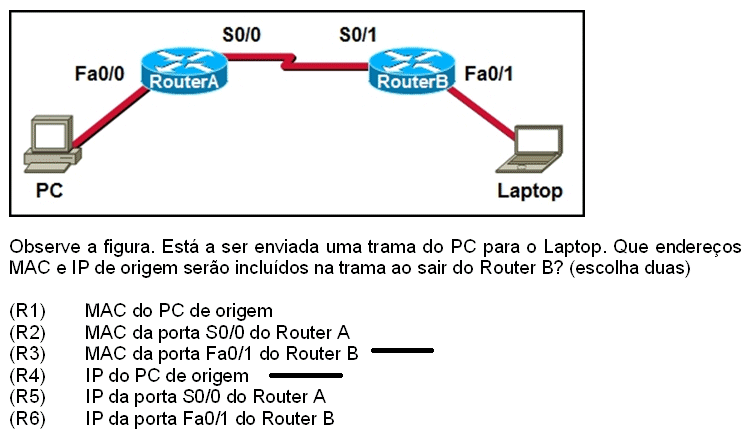 S0/0 S0/1
Fa0/0 RouterA RouterB Fa0/1
PC Laptop
Observe a figura. Está a ser enviada uma trama do PC para o Laptop. Que endereços
MAC e IP de origem serão incluídos na trama ao sair do Router B? (escolha duas)
(R1) MAC do PC de origem
(R2) MAC da porta S0/0 do Router A
(R3) MAC da porta Fa0/1 do Router B
(R4) IP do PC de origem
(R5) IP da porta S0/0 do Router A
(R6) IP da porta Fa0/1 do Router B